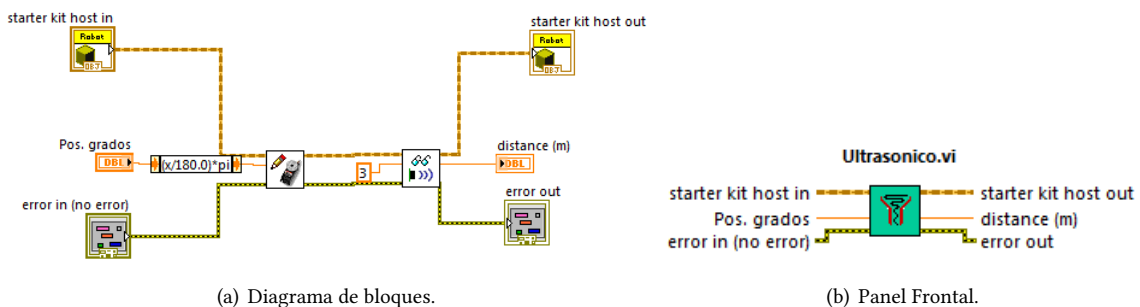 starter kit host in
Robot
OBJ
starter kit host out
Robot
OBJ
Pos. grados
DBL
(x/180.0)*pi
3
distance (m)
DBL
error in (no error)
error out
(a) Diagrama de bloques.
Ultrasonico.vi
starter kit host in
starter kit host out
Pos. grados
distance (m)
error in (no error)
error out
(b) Panel Frontal.